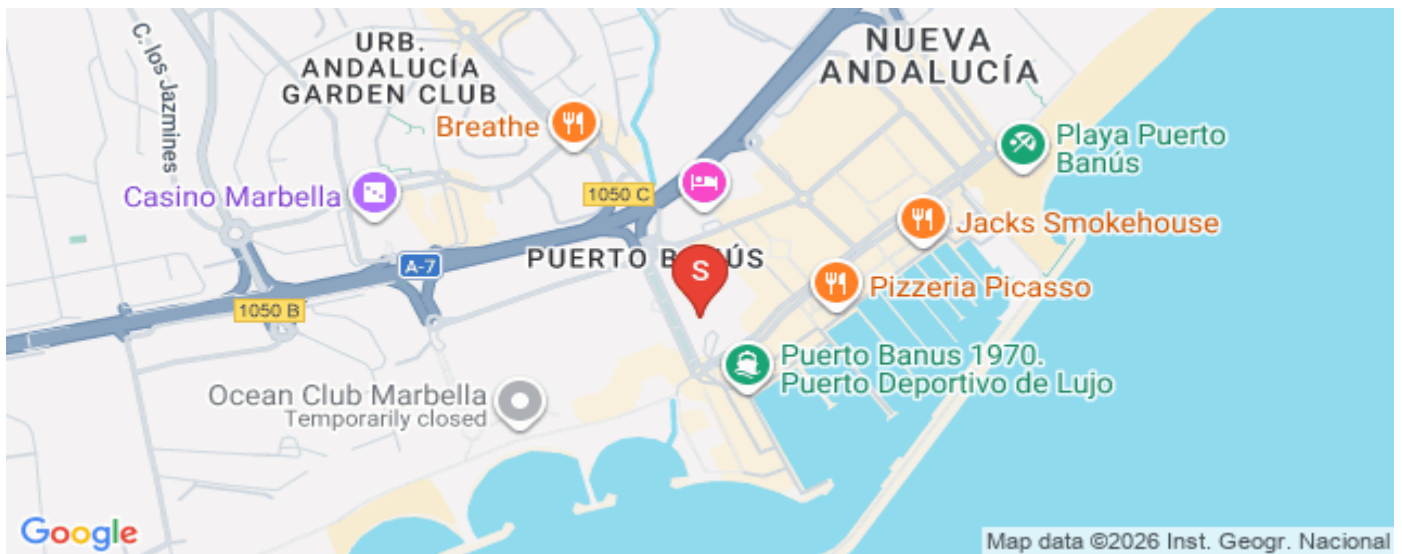 C. los Jazmines
URB.
ANDALUCÍA
GARDEN CLUB
NUEVA
ANDALUCÍA
Breathe
Playa Puerto
Banús
Casino Marbella
1050 C
Jacks Smokehouse
PUERTO B
ÚS
S
A-7
Pizzeria Picasso
1050 B
Puerto Banus 1970.
Puerto Deportivo de Lujo
Ocean Club Marbella
Temporarily closed
Google
Map data ©2026 Inst. Geogr. Nacional